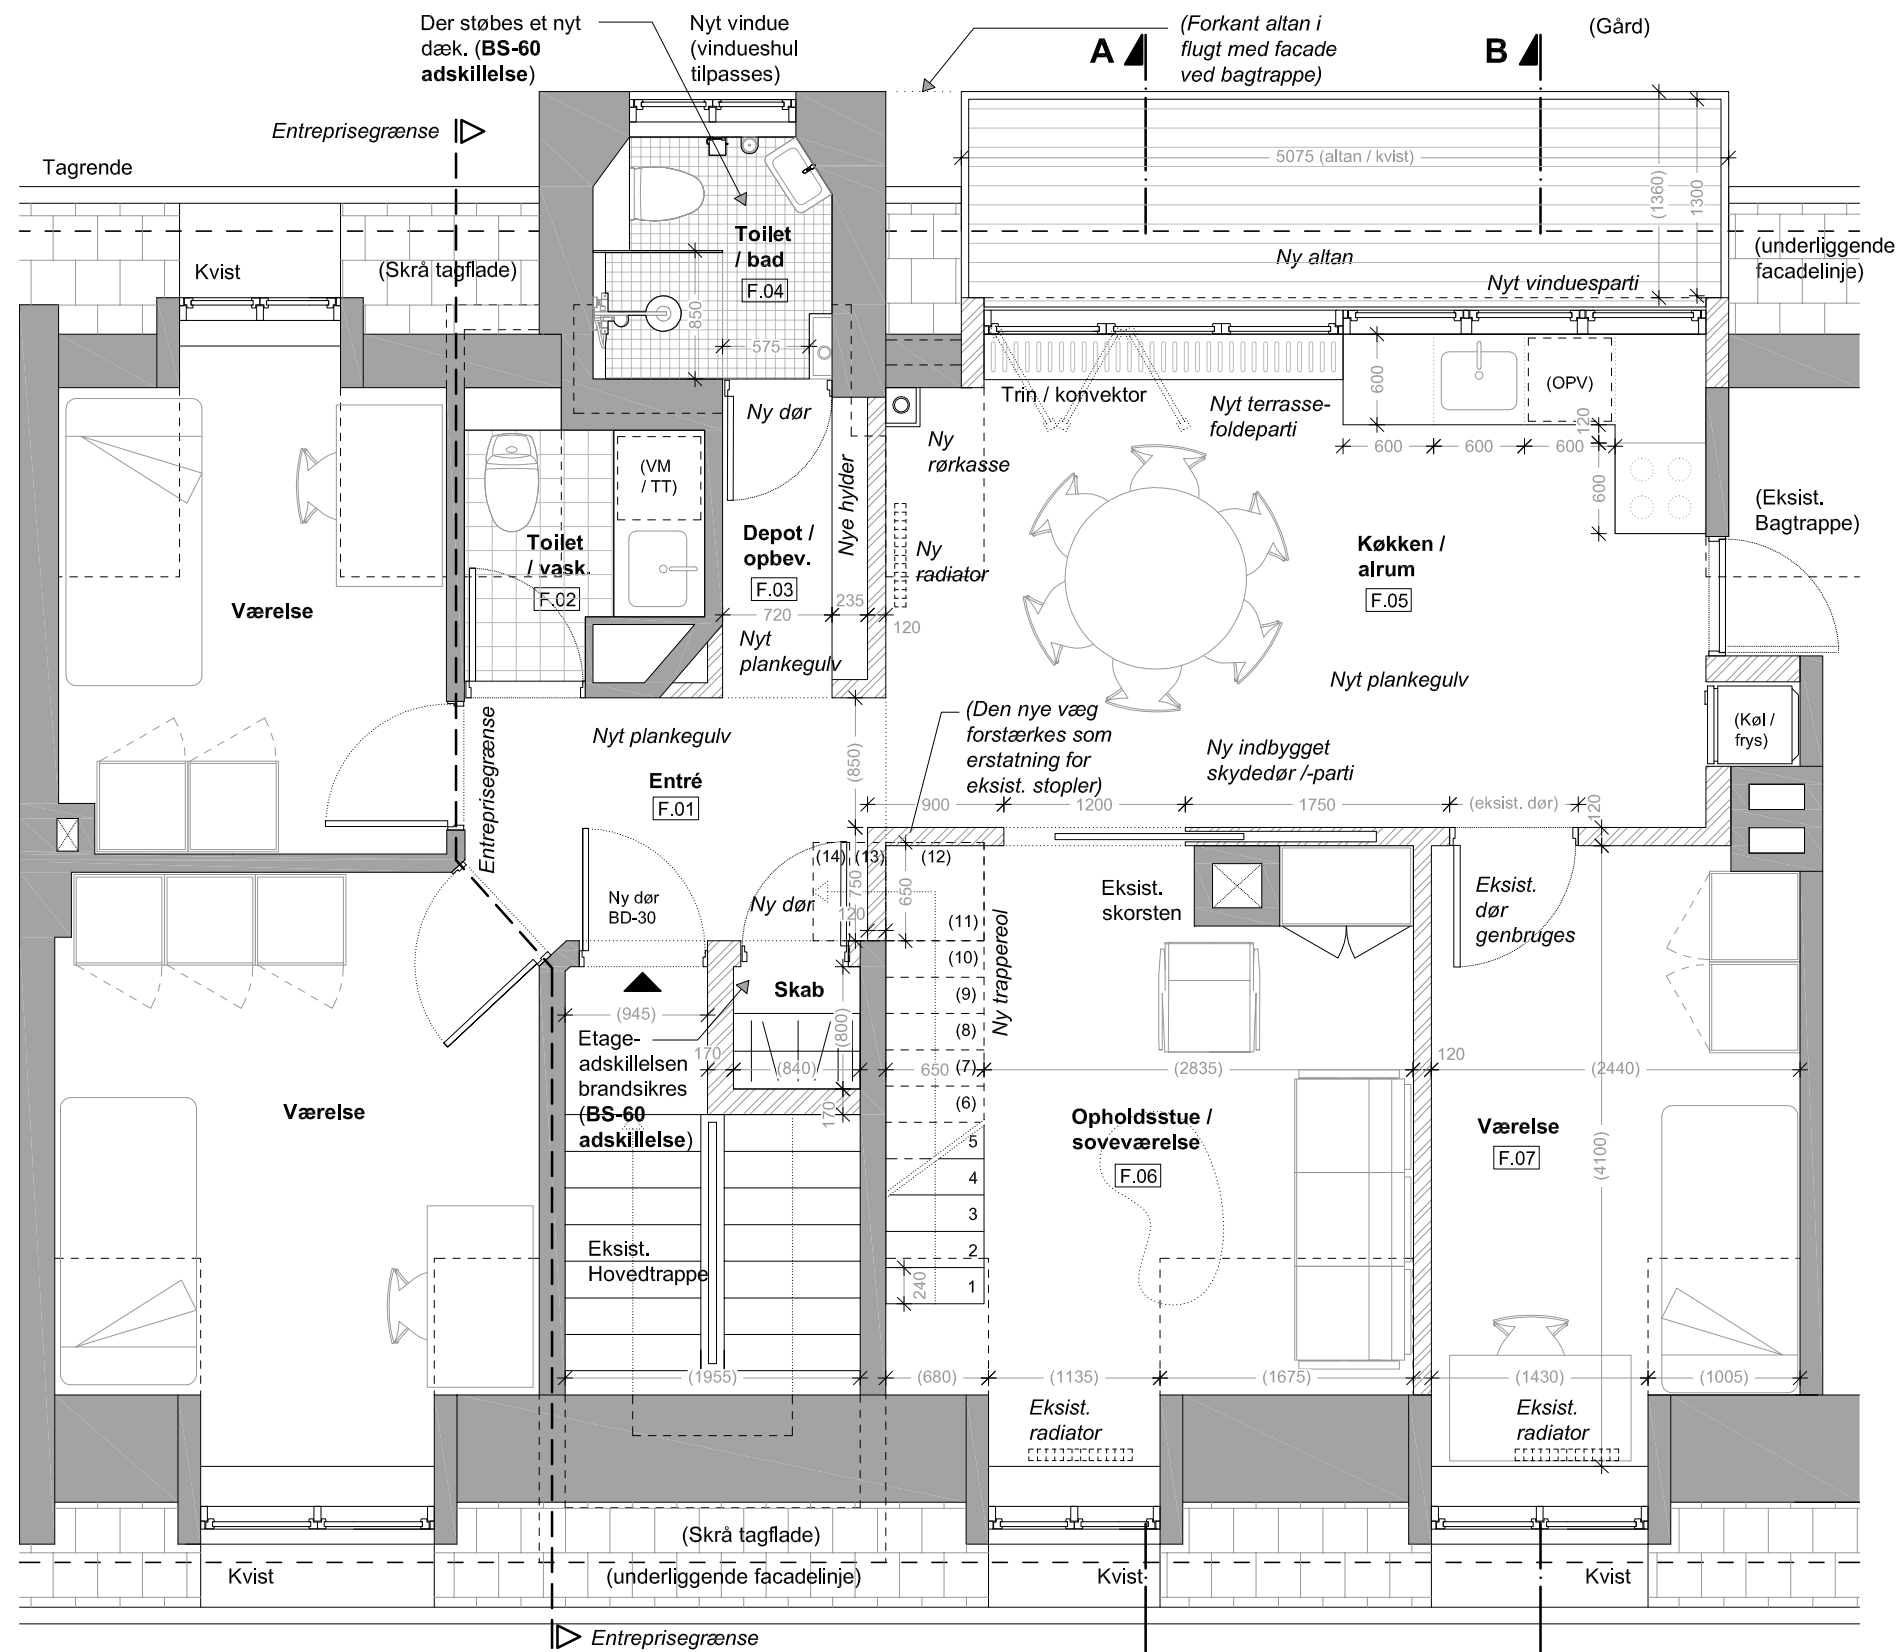 Der støbes et nyt
dæk. (BS-60
adskillelse)
Nyt vindue
(vindueshul
tilpasses)
(Forkant altan i
flugt med facade
ved bagtrappe)
A
B
(Gård)
Entreprisegrænse
Tagrende
5075 (altan / kvist)
(1360)
1300
Kvist
(Skrå tagflade)
Toilet
/ bad
F.04
Ny altan
(underliggende
facadelinje)
Nyt vinduesparti
850
575
Trin / konvektor
Nyt terrasse-
foldeparti
600
(OPV)
120
600
600
600
600
Ny dør
Ny
rørkasse
Nye hylder
(VM
/ TT)
Toilet
/ vask.
F.02
Depot /
opbev.
F.03
Ny
radiator
Køkken /
alrum
F.05
(Eksist.
Bagtrappe)
Værelse
720
235
120
Nyt
plankegulv
Nyt plankegulv
Entreprisegrænse
Nyt plankegulv
(850)
(Den nye væg
forstærkes som
erstatning for
eksist. stopler)
Ny indbygget
skydedør /-parti
(Køl /
frys)
Entré
F.01
900
1200
1750
(eksist. dør)
120
(14)
(13)
(12)
750
650
120
Ny dør
BD-30
Ny dør
Eksist.
skorsten
Eksist.
dør
genbruges
(11)
(10)
(9)
(8)
(7)
(6)
5
4
3
2
1
Ny trappereol
Skab
(945)
(800)
Etage-
adskillelsen
brandsikres
(BS-60
adskillelse)
170
(840)
170
650
(2835)
120
(2440)
Værelse
Opholdsstue /
soveværelse
F.06
Værelse
F.07
(4100)
Eksist.
Hovedtrappe
240
(1955)
(680)
(1135)
(1675)
(1430)
(1005)
Eksist.
radiator
Eksist.
radiator
(Skrå tagflade)
Kvist
(underliggende facadelinje)
Kvist
Kvist
Entreprisegrænse